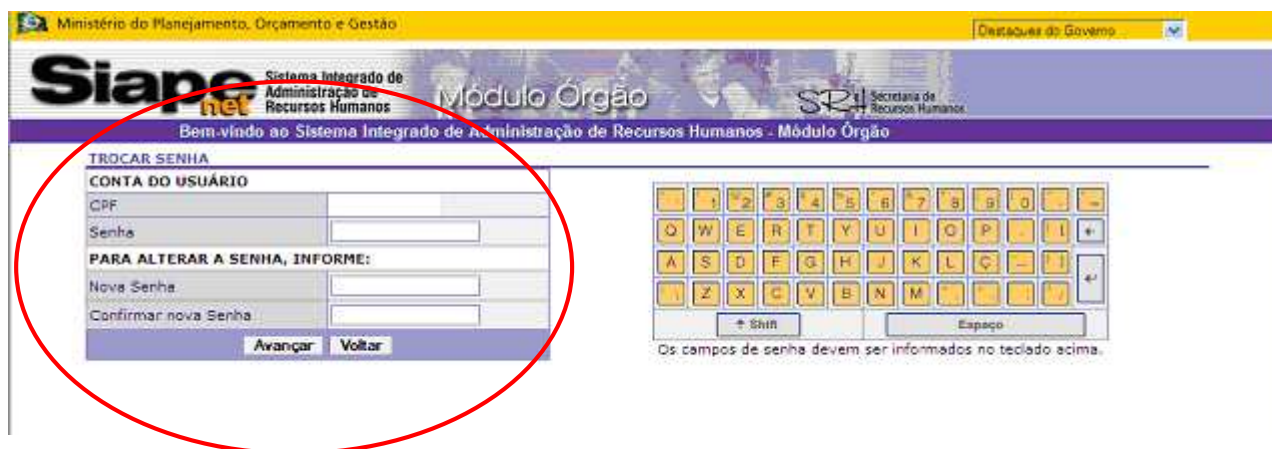 Ministério do Planejamento, Orçamento e Gestão
Destaques do Governo
Siape net
Sistema Integrado de
Administração de
Recursos Humanos
Módulo Órgão
SRH
Secretaria de
Recursos Humanos
Bem-vindo ao Sistema Integrado de Administração de Recursos Humanos - Módulo Órgão
TROCAR SENHA
CONTA DO USUÁRIO
CPF
Senha
PARA ALTERAR A SENHA, INFORME:
Nova Senha
Confirmar nova Senha
Avançar Voltar
1 2 3 4 5 6 7 8 9 0
Q W E R T Y U I O P
A S D F G H J K L Ç
Z X C V B N M
↑ Shift Espaço
Os campos de senha devem ser informados no teclado acima.